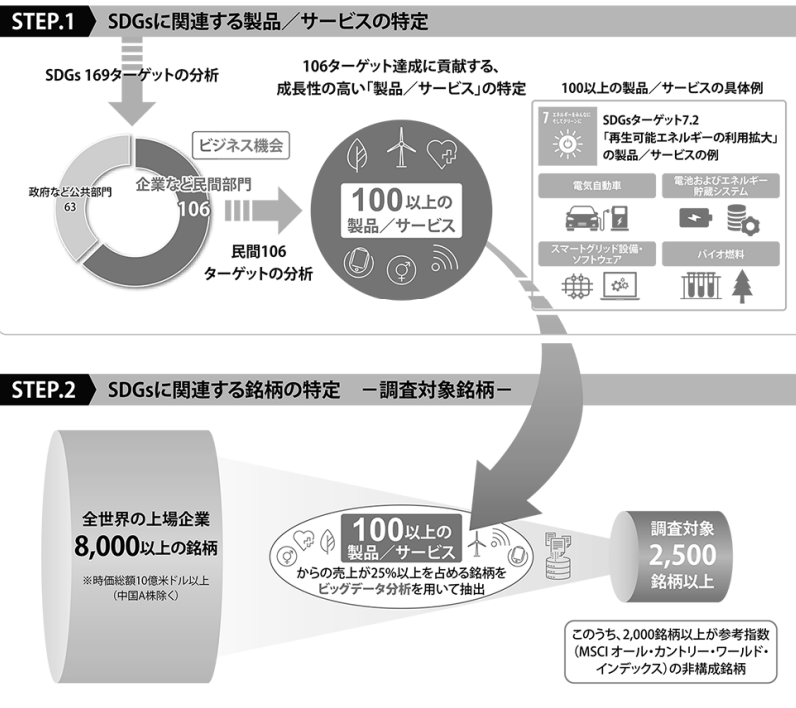 STEP.1 SDGsに関連する製品／サービスの特定
SDGs 169ターゲットの分析
政府など公共部門
63
ビジネス機会
企業など民間部門
106
民間106
ターゲットの分析
106ターゲット達成に貢献する、
成長性の高い「製品／サービス」の特定
100以上の
製品／サービス
100以上の製品／サービスの具体例
7 エネルギーをみんなに
そしてクリーンに
SDGsターゲット7.2
「再生可能エネルギーの利用拡大」
の製品／サービスの例
電気自動車
電池およびエネルギー
貯蔵システム
スマートグリッド設備・
ソフトウェア
バイオ燃料
STEP.2 SDGsに関連する銘柄の特定 －調査対象銘柄－
全世界の上場企業
8,000以上の銘柄
※時価総額10億米ドル以上
（中国A株除く）
100以上の
製品／サービス
からの売上が25%以上を占める銘柄を
ビッグデータ分析を用いて抽出
調査対象
2,500
銘柄以上
このうち、2,000銘柄以上が参考指数
（MSCI オール・カントリー・ワールド・
インデックス）の非構成銘柄